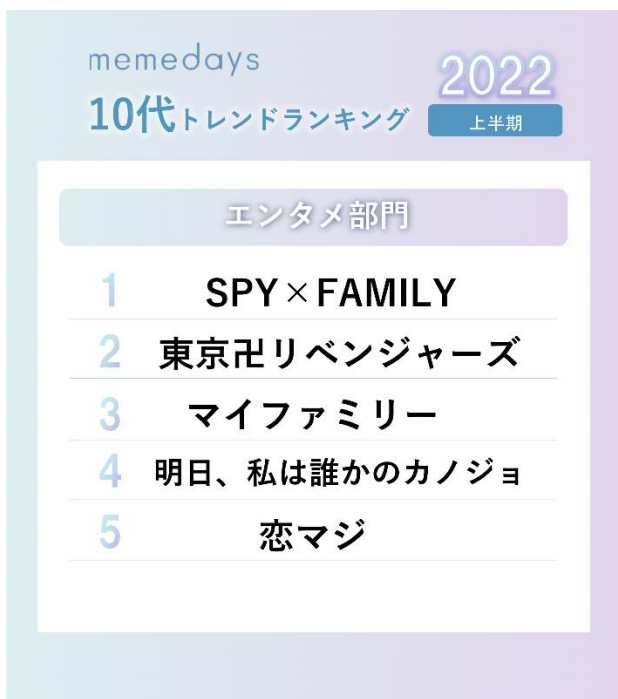 memedays
2022
10代トレンドランキング
上半期
エンタメ部門
1 SPY×FAMILY
2 東京卍リベンジャーズ
3 マイファミリー
4 明日、私は誰かのカノジョ
5 恋マジ